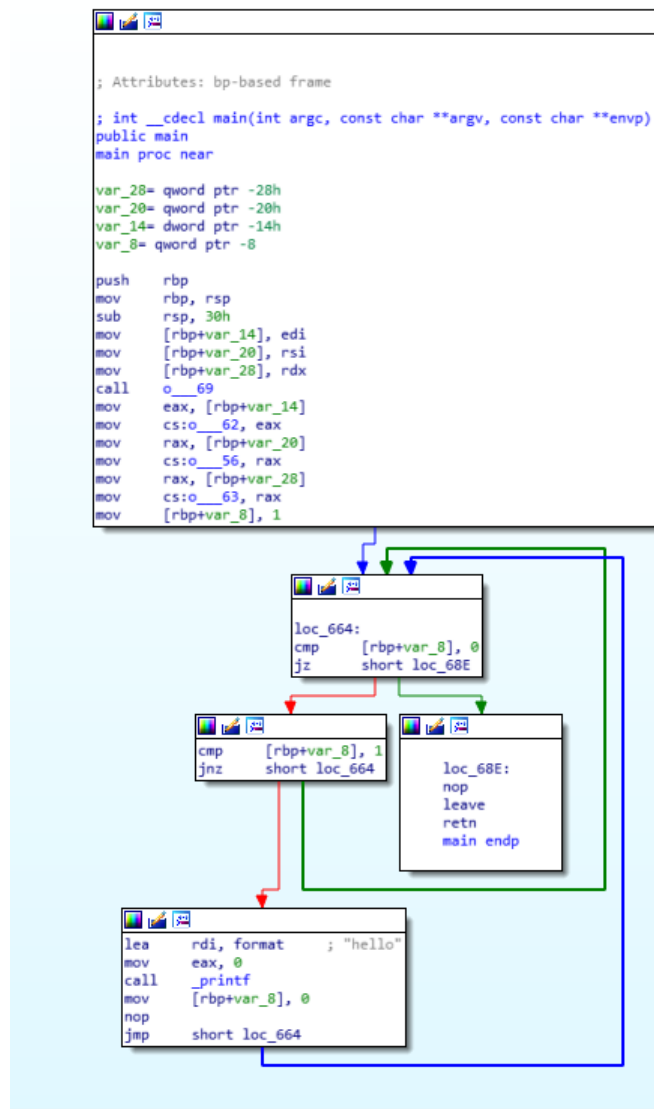 ; Attributes: bp-based frame
; int __cdecl main(int argc, const char **argv, const char **envp)
public main
main proc near
var_28= qword ptr -28h
var_20= qword ptr -20h
var_14= dword ptr -14h
var_8= qword ptr -8
push rbp
mov rbp, rsp
sub rsp, 30h
mov [rbp+var_14], edi
mov [rbp+var_20], rsi
mov [rbp+var_28], rdx
call o___69
mov eax, [rbp+var_14]
mov cs:o___62, eax
mov rax, [rbp+var_20]
mov cs:o___56, rax
mov rax, [rbp+var_28]
mov cs:o___63, rax
mov [rbp+var_8], 1
loc_664:
cmp [rbp+var_8], 0
jz short loc_68E
cmp [rbp+var_8], 1
jnz short loc_664
loc_68E:
nop
leave
retn
main endp
lea rdi, format ; "hello"
mov eax, 0
call _printf
mov [rbp+var_8], 0
nop
jmp short loc_664